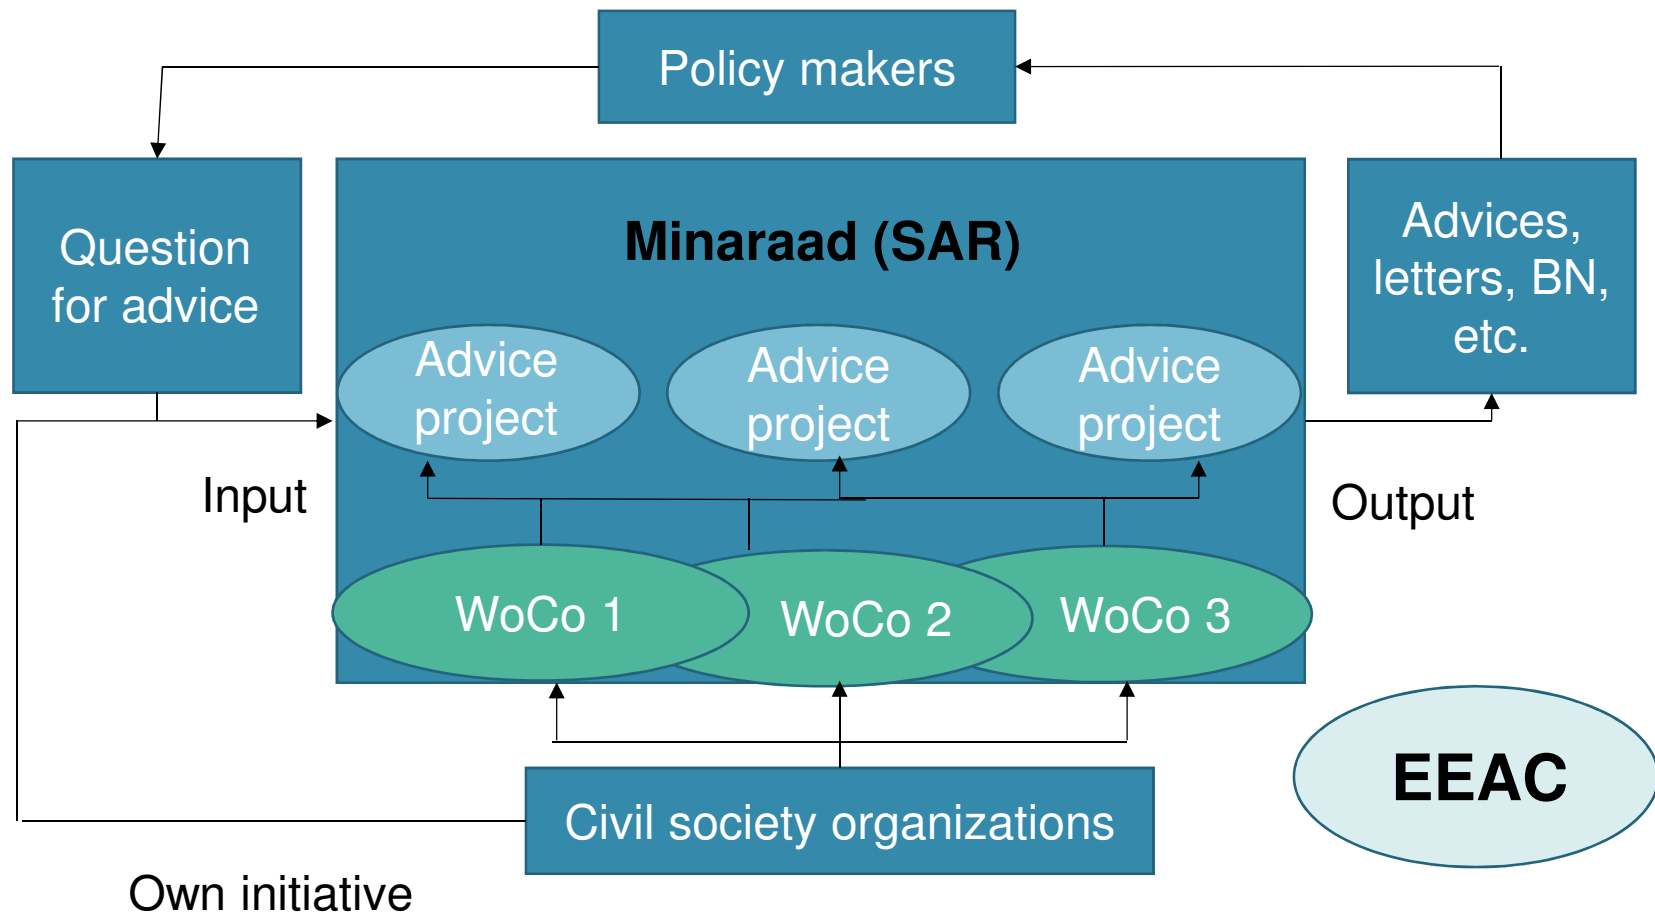 Policy makers
Question
for advice
Minaraad (SAR)
Advices,
letters, BN,
etc.
Advice
project
Advice
project
Advice
project
Input
Output
WoCo 1
WoCo 2
WoCo 3
EEAC
Civil society organizations
Own initiative